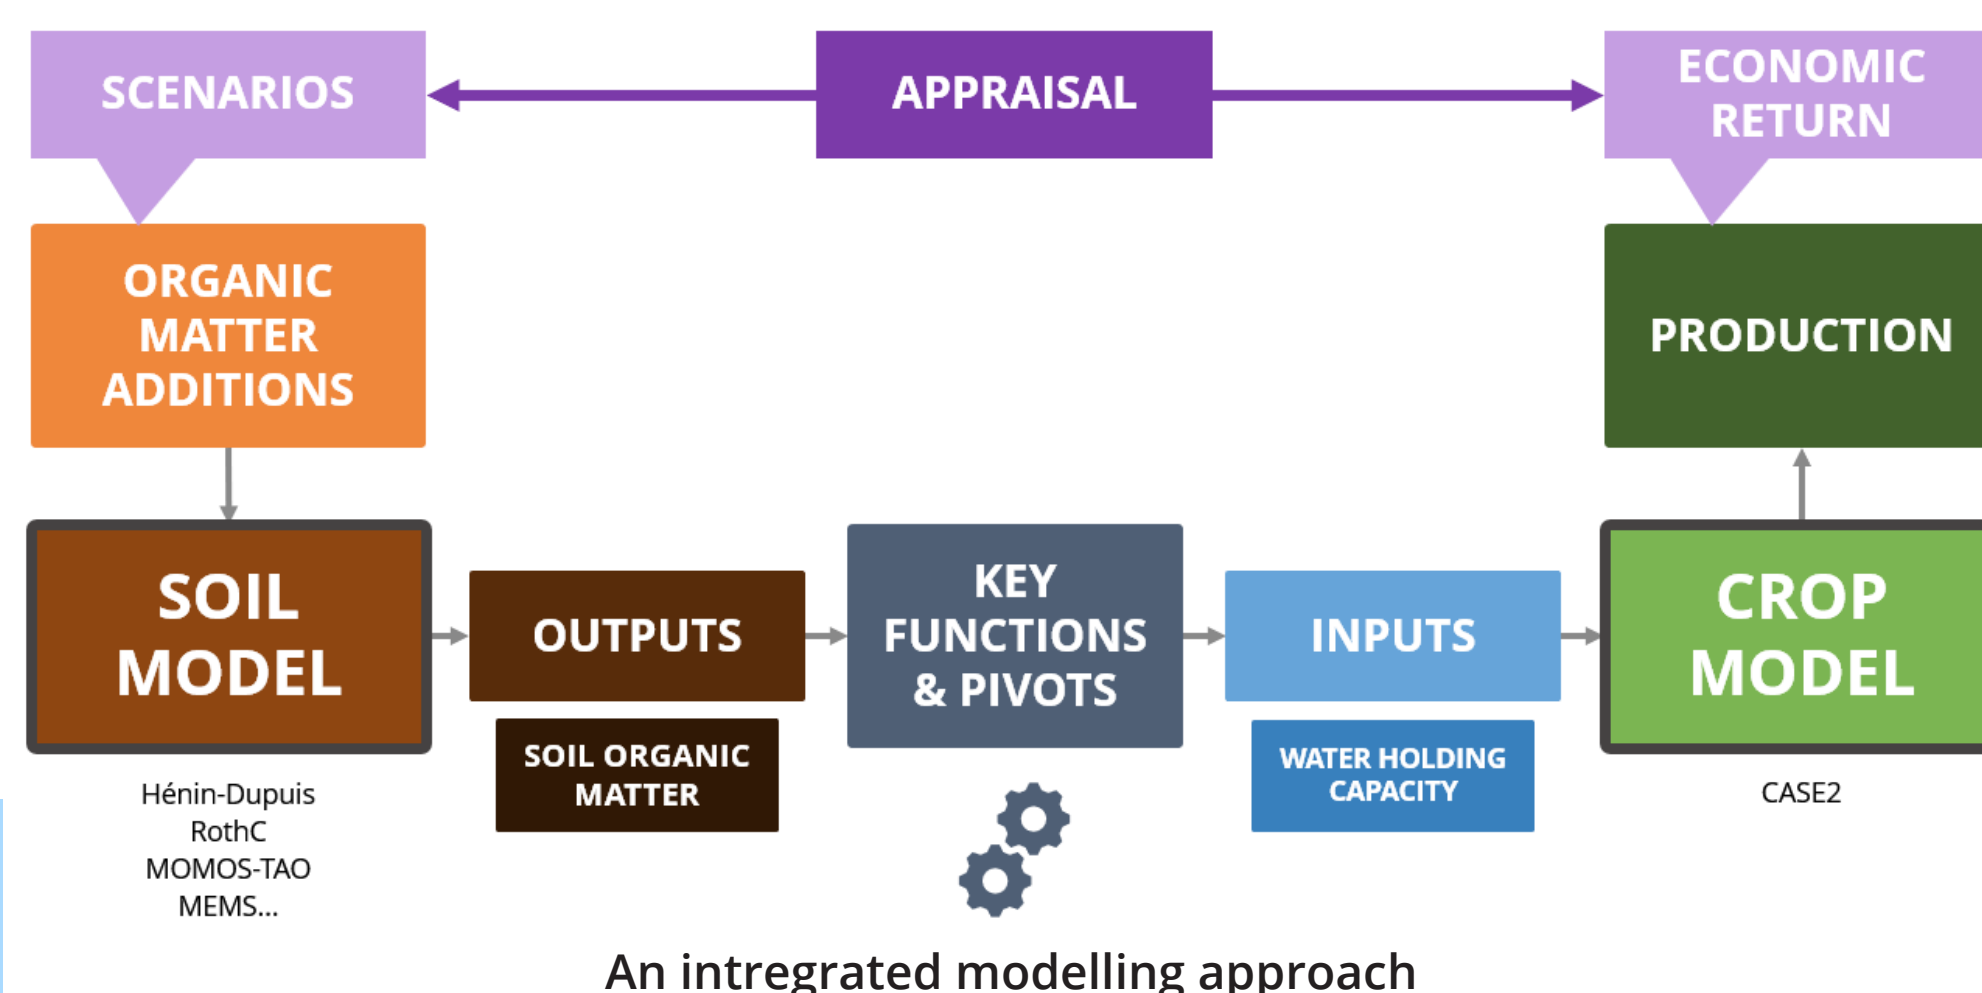 SCENARIOS
APPRAISAL
ECONOMIC
RETURN
ORGANIC
MATTER
ADDITIONS
PRODUCTION
SOIL
MODEL
OUTPUTS
KEY
FUNCTIONS
& PIVOTS
INPUTS
CROP
MODEL
SOIL ORGANIC
MATTER
WATER HOLDING
CAPACITY
Hénin-Dupuis
RothC
MOMOS-TAO
MEMS...
CASE2
An intregrated modelling approach